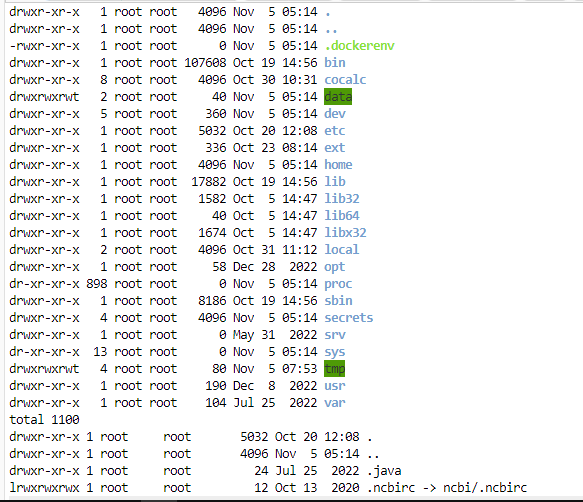 drwxr-xr-x   1 root root   4096 Nov  5 05:14 .
drwxr-xr-x   1 root root   4096 Nov  5 05:14 ..
-rwxr-xr-x   1 root root      0 Nov  5 05:14 .dockerenv
drwxr-xr-x   1 root root 107608 Oct 19 14:56 bin
drwxr-xr-x   8 root root   4096 Oct 30 10:31 cocalc
drwxrwxrwt   2 root root     40 Nov  5 05:14 data
drwxr-xr-x   5 root root    360 Nov  5 05:14 dev
drwxr-xr-x   1 root root   5032 Oct 20 12:08 etc
drwxr-xr-x   1 root root    336 Oct 23 08:14 ext
drwxr-xr-x   1 root root   4096 Nov  5 05:14 home
drwxr-xr-x   1 root root  17882 Oct 19 14:56 lib
drwxr-xr-x   1 root root   1582 Oct  5 14:47 lib32
drwxr-xr-x   1 root root     40 Oct  5 14:47 lib64
drwxr-xr-x   1 root root   1674 Oct  5 14:47 libx32
drwxr-xr-x   2 root root   4096 Oct 31 11:12 local
drwxr-xr-x   1 root root     58 Dec 28  2022 opt
dr-xr-xr-x 898 root root      0 Nov  5 05:14 proc
drwxr-xr-x   1 root root   8186 Oct 19 14:56 sbin
drwxr-xr-x   4 root root   4096 Nov  5 05:14 secrets
drwxr-xr-x   1 root root      0 May 31  2022 srv
dr-xr-xr-x  13 root root      0 Nov  5 05:14 sys
drwxrwxrwt   4 root root     80 Nov  5 07:53 tmp
drwxr-xr-x   1 root root    190 Dec  8  2022 usr
drwxr-xr-x   1 root root    104 Jul 25  2022 var
total 1100
drwxr-xr-x 1 root     root       5032 Oct 20 12:08 .
drwxr-xr-x 1 root     root       4096 Nov  5 05:14 ..
drwxr-xr-x 1 root     root         24 Jul 25  2022 .java
lrwxrwxrwx 1 root     root         12 Oct 13  2020 .ncbirc -> ncbi/.ncbirc